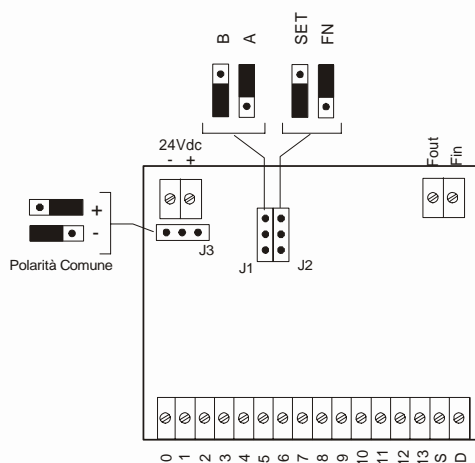 B
A
SET
FN
24Vdc
- +
Fout
Fin
+
-
Polarità Comune
J3
J1
J2
0
1
2
3
4
5
6
7
8
9
10
11
12
13
S
D